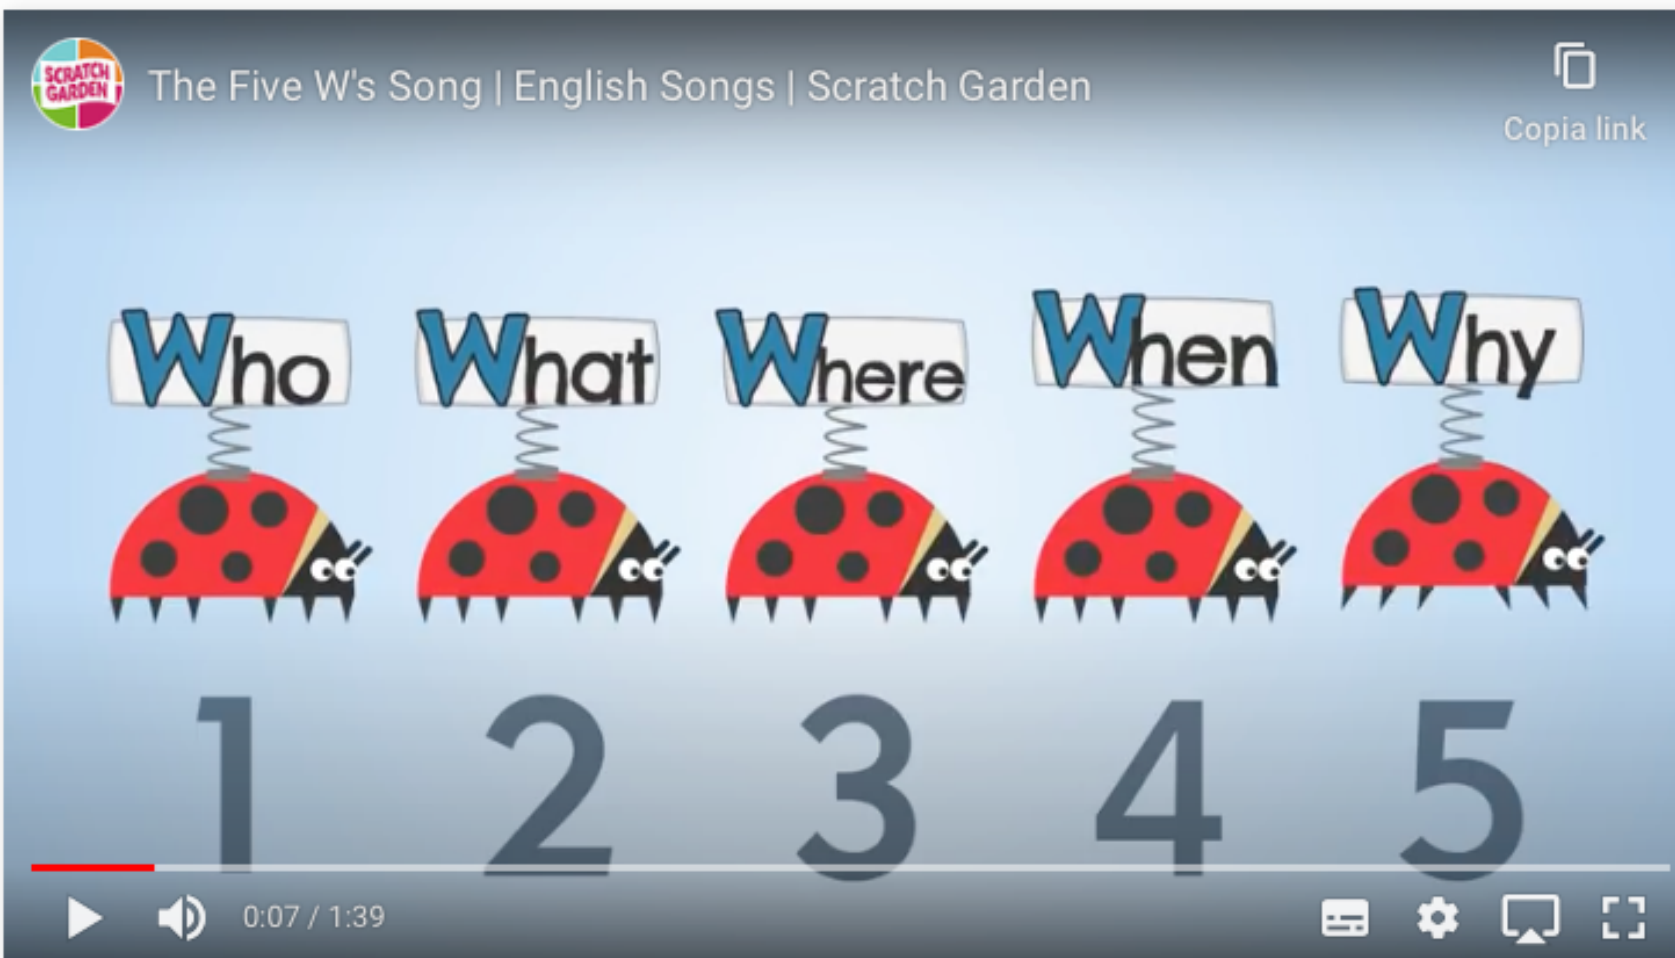 SCRATCH
GARDEN
The Five W's Song | English Songs | Scratch Garden
Copia link
Who What Where When Why
1 2 3 4 5
0:07 / 1:39